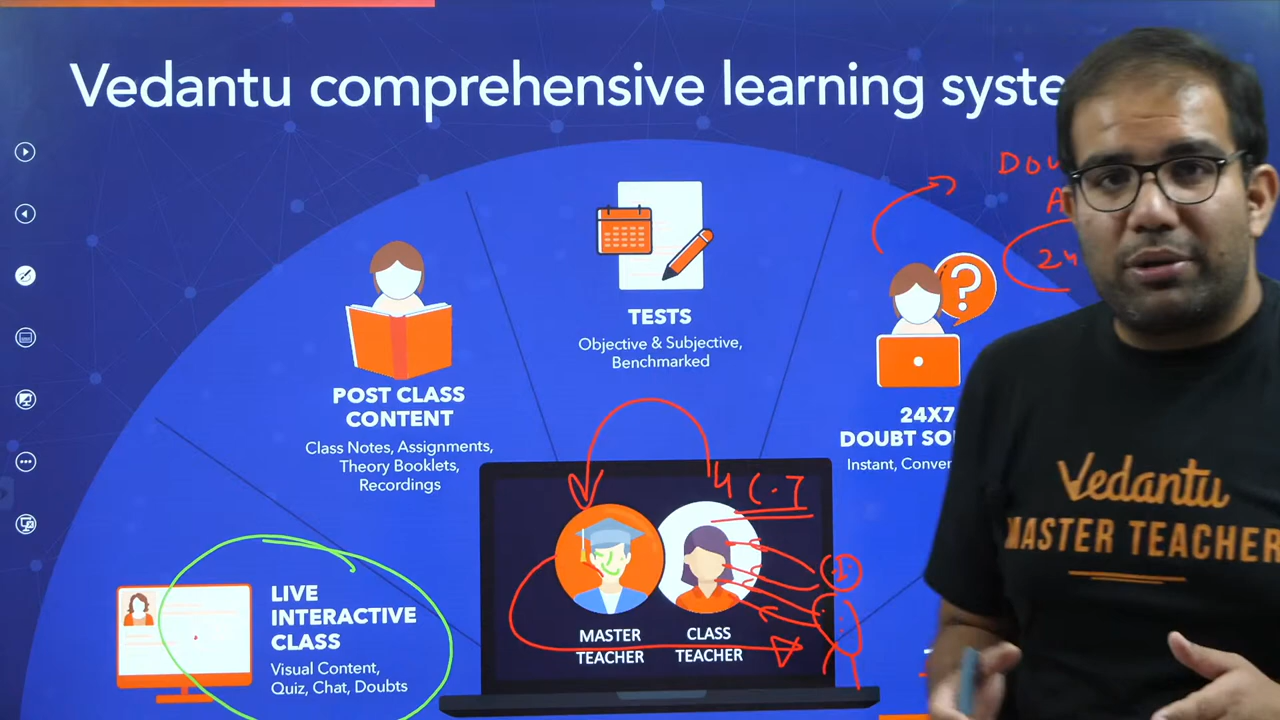 Vedantu comprehensive learning syste
TESTS
Objective & Subjective,
Benchmarked
POST CLASS
CONTENT
Class Notes, Assignments,
Theory Booklets,
Recordings
24X7
DOUBT SO
Instant, Conver
LIVE
INTERACTIVE
CLASS
Visual Content,
Quiz, Chat, Doubts
4 C.T
MASTER
TEACHER
CLASS
TEACHER
Dou
A
24
Vedantu
MASTER TEACHER